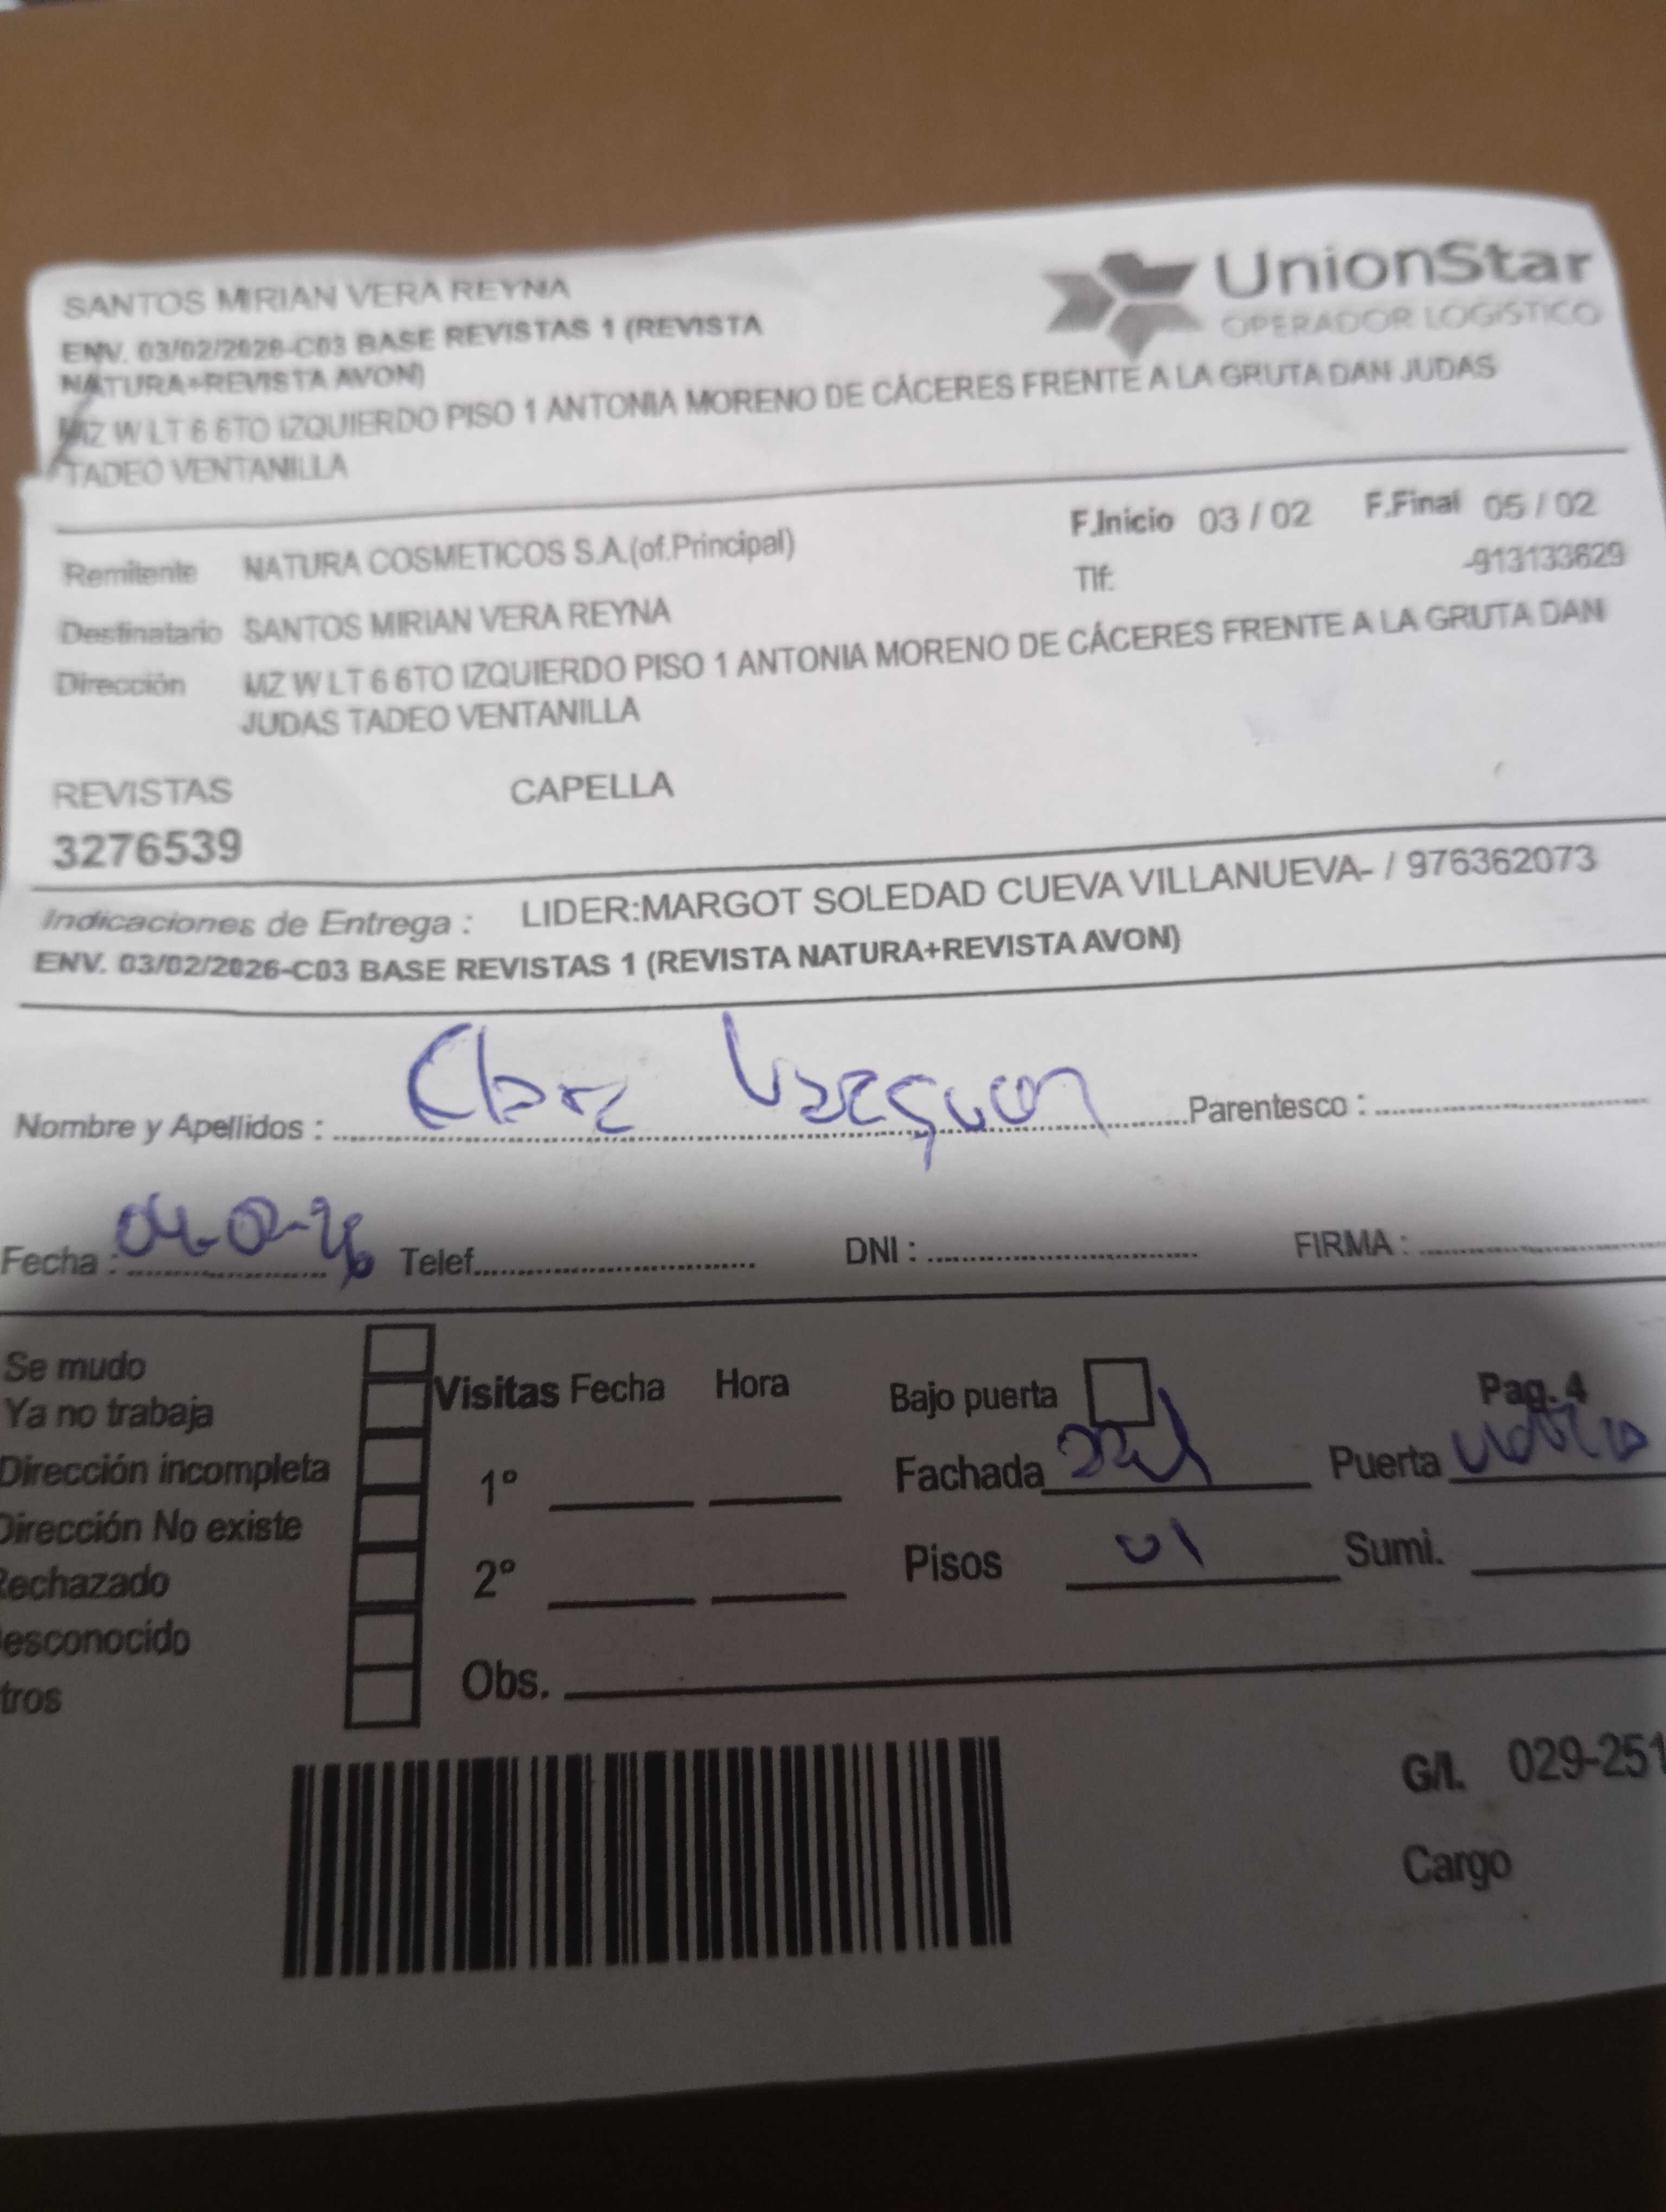 SANTOS MIRIAN VERA REYNA
UnionStar
OPERADOR LOGISTICO
ENV. 03/02/2026-C03 BASE REVISTAS 1 (REVISTA
NATURA+REVISTA AVON)
MZ W LT 6 6TO IZQUIERDO PISO 1 ANTONIA MORENO DE CÁCERES FRENTE A LA GRUTA DAN JUDAS
TADEO VENTANILLA
F.Inicio 03 / 02 F.Final 05 / 02
Remitente NATURA COSMETICOS S.A.(of.Principal)
Tlf: -913133629
Destinatario SANTOS MIRIAN VERA REYNA
Dirección MZ W LT 6 6TO IZQUIERDO PISO 1 ANTONIA MORENO DE CÁCERES FRENTE A LA GRUTA DAN
JUDAS TADEO VENTANILLA
REVISTAS CAPELLA
3276539
Indicaciones de Entrega : LIDER:MARGOT SOLEDAD CUEVA VILLANUEVA- / 976362073
ENV. 03/02/2026-C03 BASE REVISTAS 1 (REVISTA NATURA+REVISTA AVON)
Nombre y Apellidos : Parentesco :
Fecha : Telef. DNI : FIRMA :
Se mudo
Ya no trabaja
Visitas Fecha Hora
Bajo puerta
Pag. 4
Dirección incompleta
1º
Fachada
Puerta
Dirección No existe
Rechazado
2º
Pisos 01
Sumi.
esconocido
tros
Obs.
G/I. 029-251
Cargo